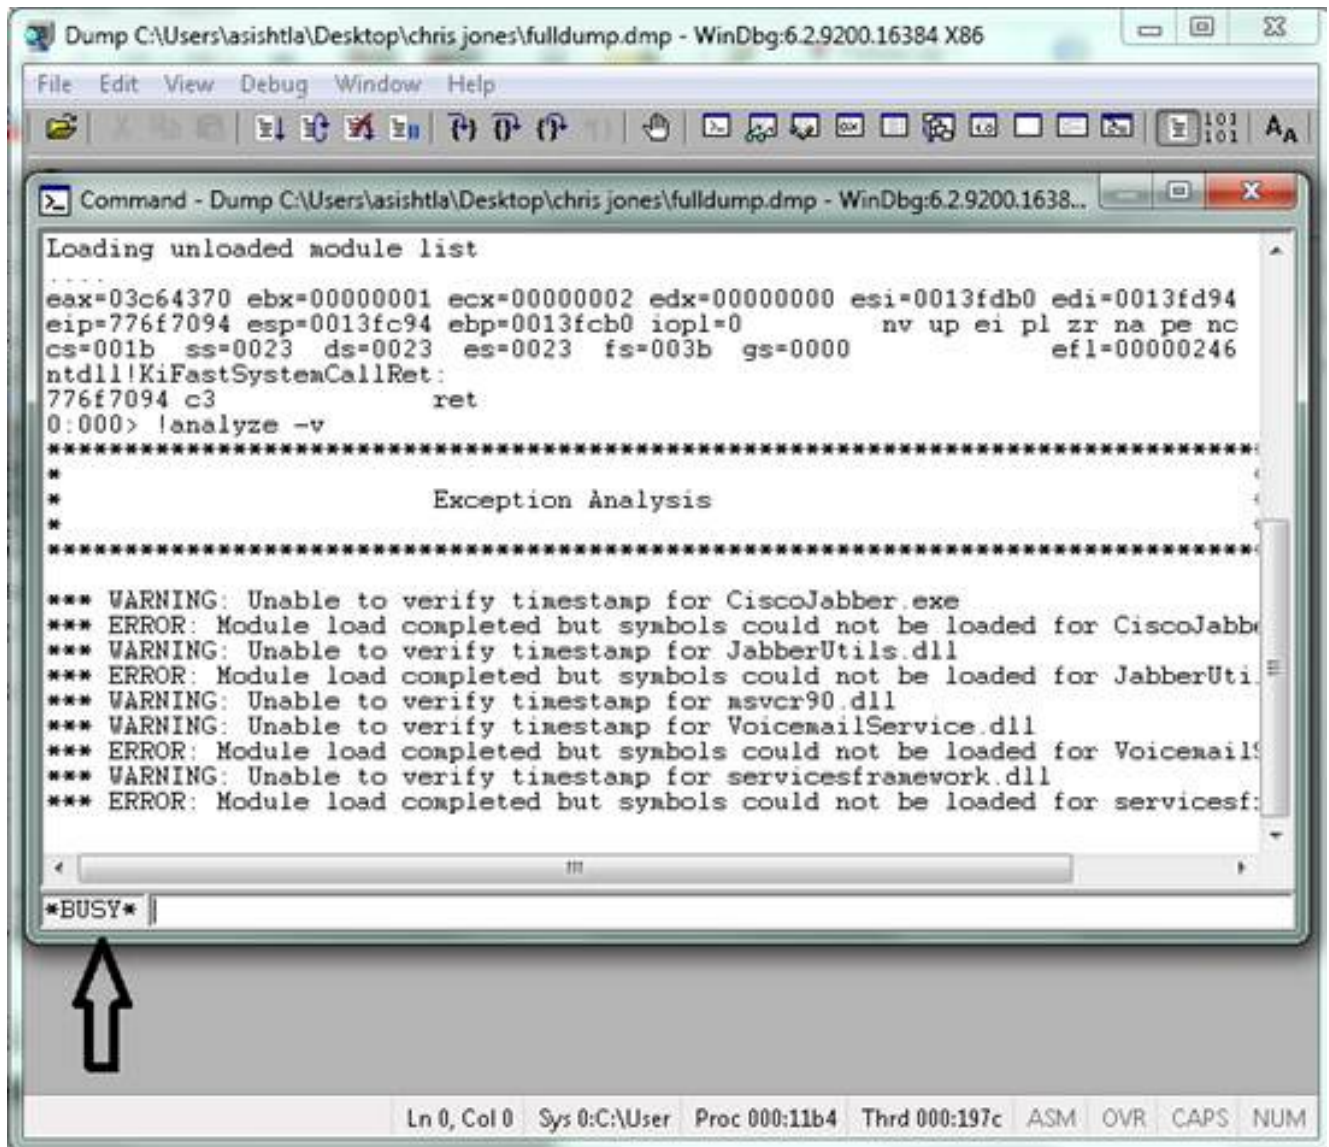 Dump C:\Users\asishtla\Desktop\chris jones\fulldump.dmp - WinDbg:6.2.9200.16384 X86
File Edit View Debug Window Help
101
101
AA
Command - Dump C:\Users\asishtla\Desktop\chris jones\fulldump.dmp - WinDbg:6.2.9200.1638...
Loading unloaded module list
....
eax=03c64370 ebx=00000001 ecx=00000002 edx=00000000 esi=0013fdb0 edi=0013fd94
eip=776f7094 esp=0013fc94 ebp=0013fcb0 iopl=0 nv up ei pl zr na pe nc
cs=001b ss=0023 ds=0023 es=0023 fs=003b gs=0000 efl=00000246
ntdll!KiFastSystemCallRet:
776f7094 c3 ret
0:000> !analyze -v
*******************************************************************************
*
* Exception Analysis
*
*******************************************************************************
*** WARNING: Unable to verify timestamp for CiscoJabber.exe
*** ERROR: Module load completed but symbols could not be loaded for CiscoJabbe
*** WARNING: Unable to verify timestamp for JabberUtils.dll
*** ERROR: Module load completed but symbols could not be loaded for JabberUti
*** WARNING: Unable to verify timestamp for msvcr90.dll
*** WARNING: Unable to verify timestamp for VoicemailService.dll
*** ERROR: Module load completed but symbols could not be loaded for Voicemail
*** WARNING: Unable to verify timestamp for servicesframework.dll
*** ERROR: Module load completed but symbols could not be loaded for servicesf
*BUSY*
Ln 0, Col 0 Sys 0:C:\User Proc 000:11b4 Thrd 000:197c ASM OVR CAPS NUM